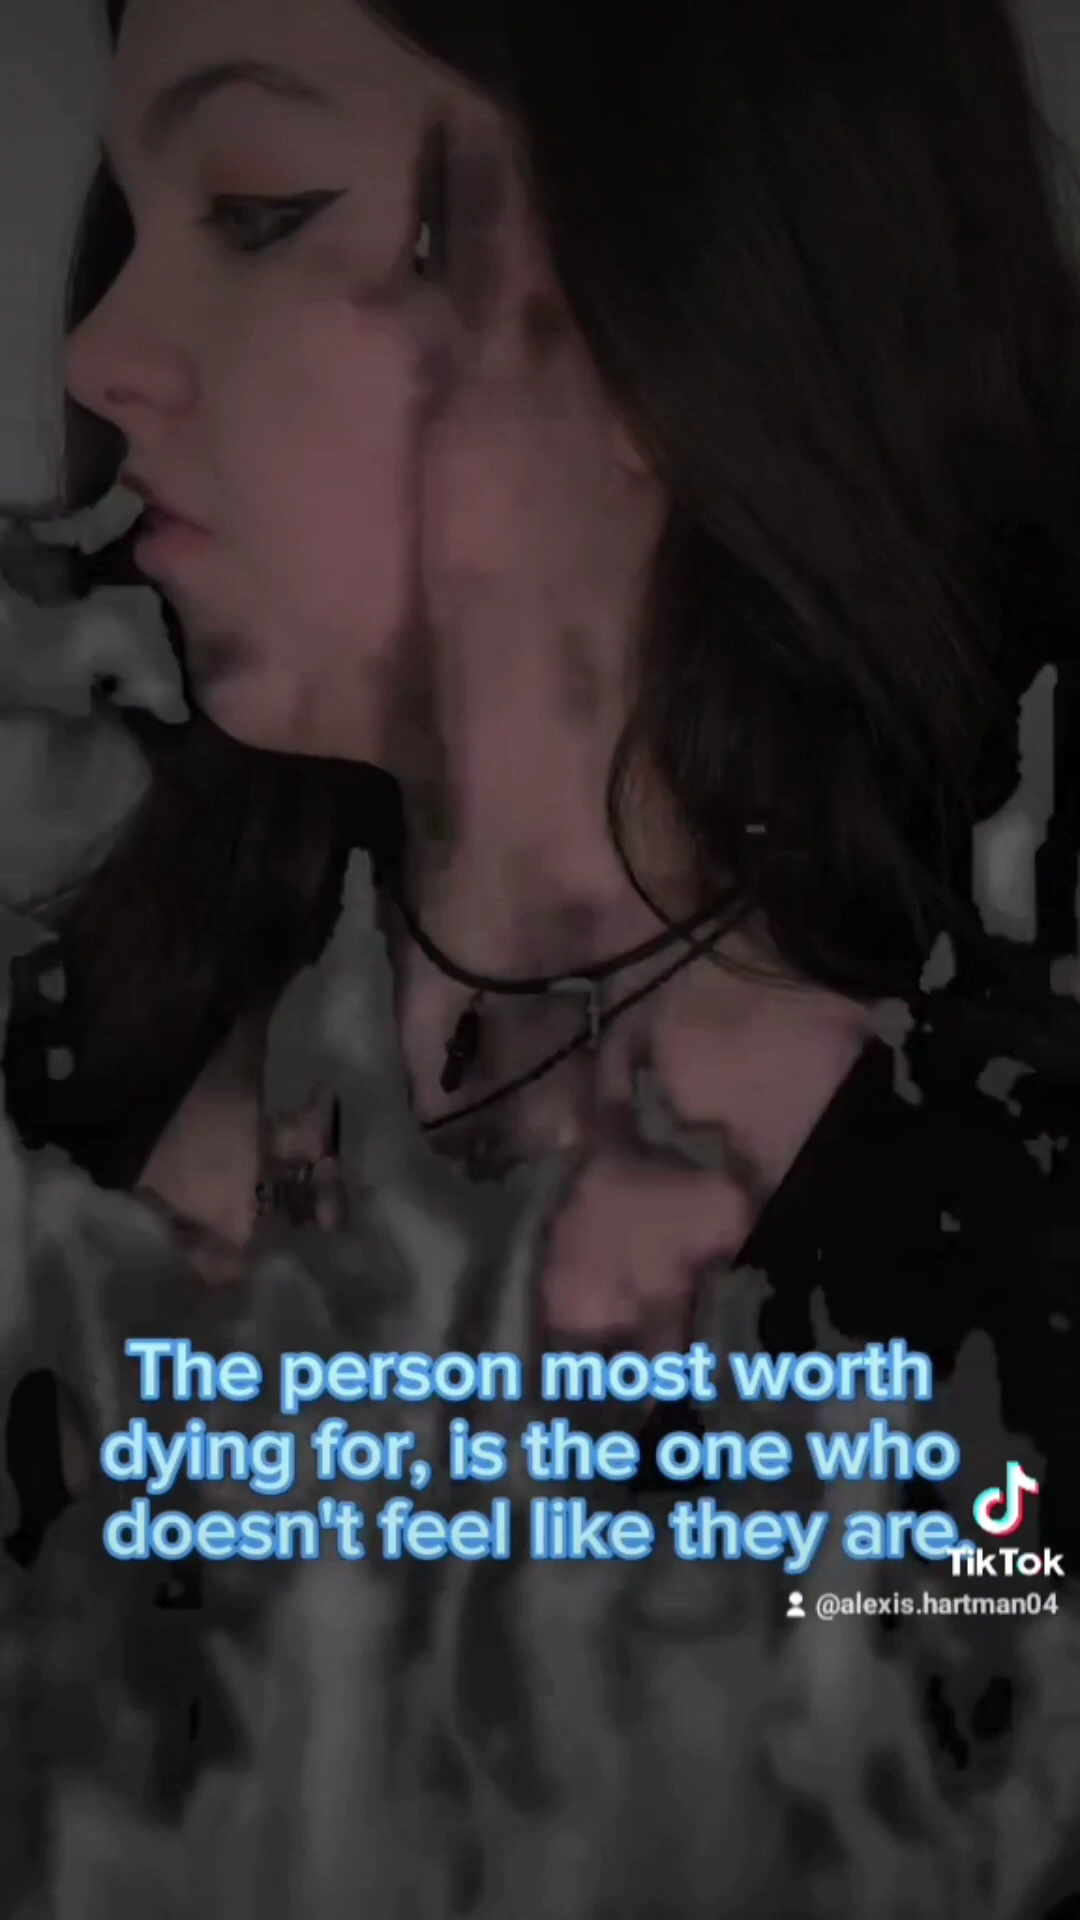 The person most worth
dying for, is the one who
doesn't feel like they are.
TikTok
@alexis.hartman04